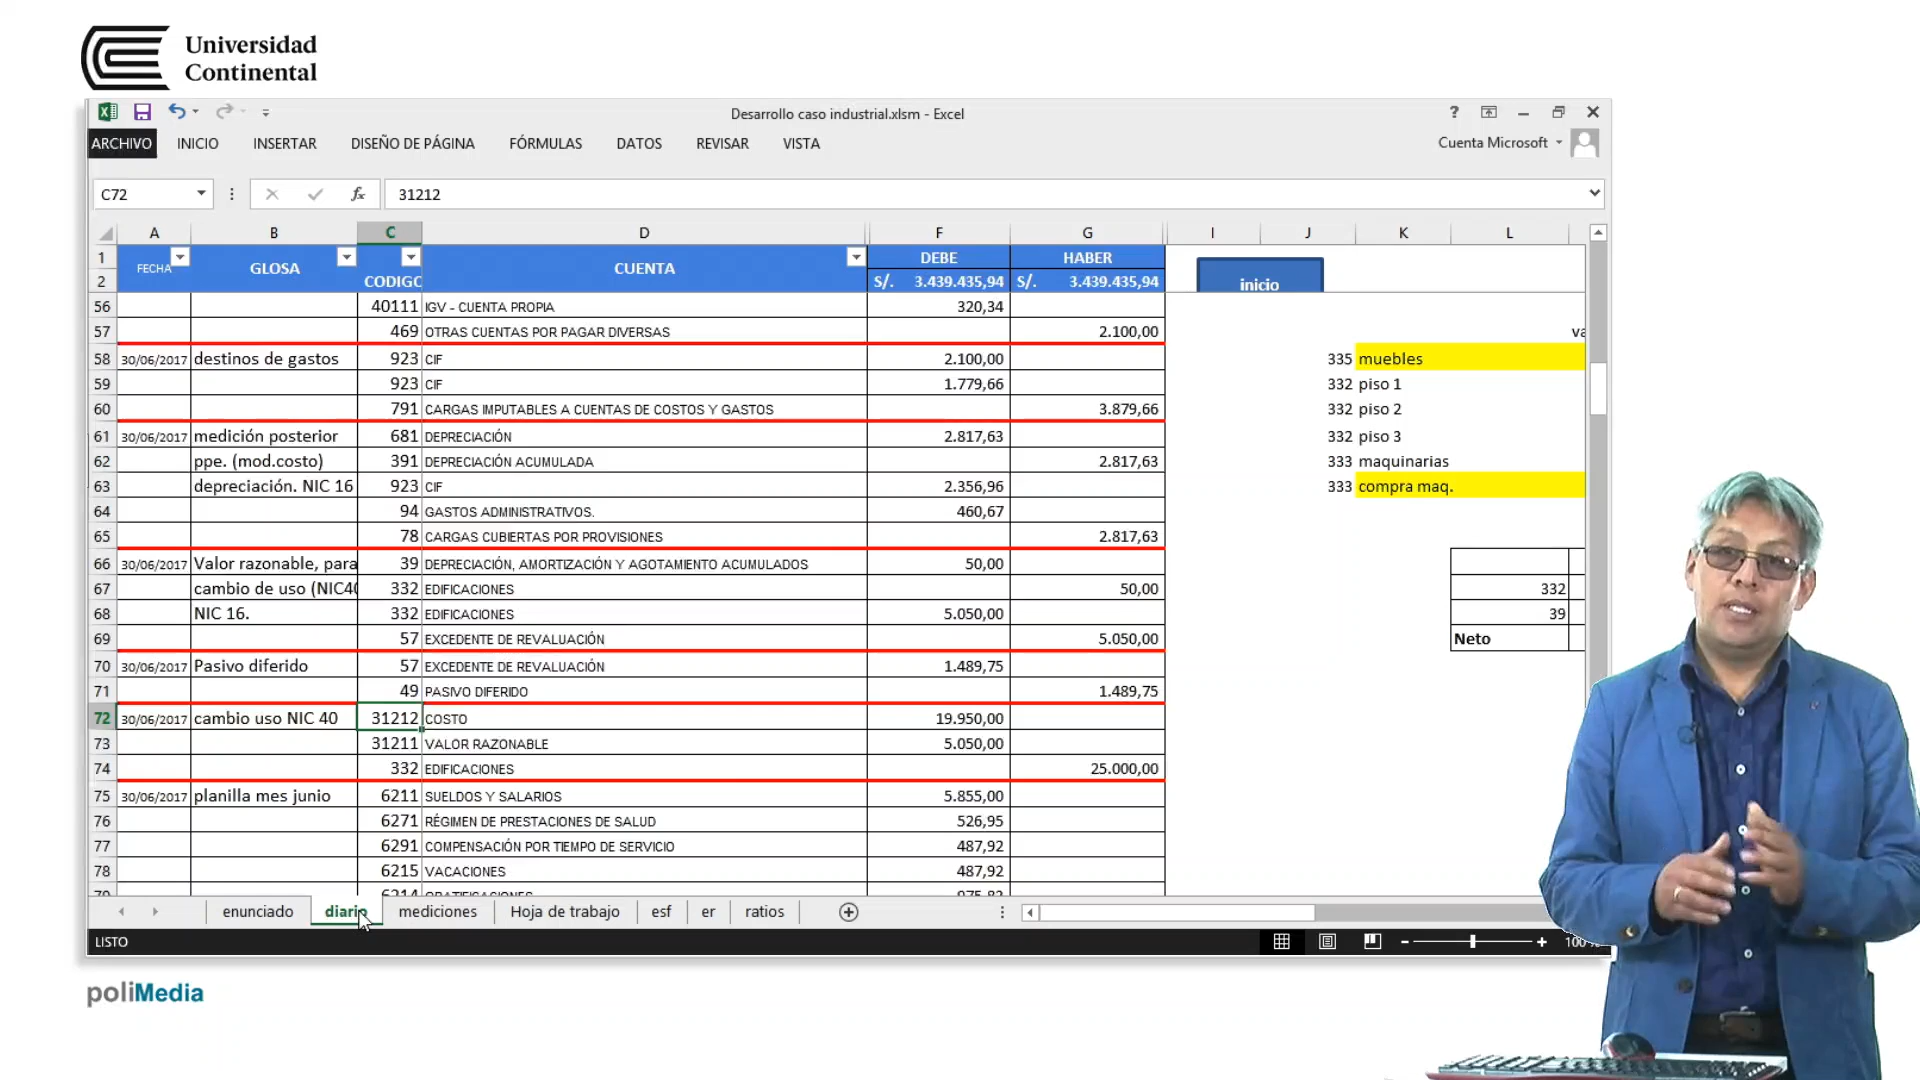 Universidad
Continental
Desarrollo caso industrial.xlsm - Excel
?
ARCHIVO INICIO INSERTAR DISEÑO DE PÁGINA FÓRMULAS DATOS REVISAR VISTA Cuenta Microsoft
C72 fx 31212
A B C D F G I J K L
1 FECHA GLOSA CODIGO CUENTA DEBE HABER
2 S/. 3.439.435,94 S/. 3.439.435,94 inicio
56 40111 IGV - CUENTA PROPIA 320,34
57 469 OTRAS CUENTAS POR PAGAR DIVERSAS 2.100,00 va
58 30/06/2017 destinos de gastos 923 CIF 2.100,00 335 muebles
59 923 CIF 1.779,66 332 piso 1
60 791 CARGAS IMPUTABLES A CUENTAS DE COSTOS Y GASTOS 3.879,66 332 piso 2
61 30/06/2017 medición posterior 681 DEPRECIACIÓN 2.817,63 332 piso 3
62 ppe. (mod.costo) 391 DEPRECIACIÓN ACUMULADA 2.817,63 333 maquinarias
63 depreciación. NIC 16 923 CIF 2.356,96 333 compra maq.
64 94 GASTOS ADMINISTRATIVOS. 460,67
65 78 CARGAS CUBIERTAS POR PROVISIONES 2.817,63
66 30/06/2017 Valor razonable, para 39 DEPRECIACIÓN, AMORTIZACIÓN Y AGOTAMIENTO ACUMULADOS 50,00
67 cambio de uso (NIC40 332 EDIFICACIONES 50,00 332
68 NIC 16. 332 EDIFICACIONES 5.050,00 39
69 57 EXCEDENTE DE REVALUACIÓN 5.050,00 Neto
70 30/06/2017 Pasivo diferido 57 EXCEDENTE DE REVALUACIÓN 1.489,75
71 49 PASIVO DIFERIDO 1.489,75
72 30/06/2017 cambio uso NIC 40 31212 COSTO 19.950,00
73 31211 VALOR RAZONABLE 5.050,00
74 332 EDIFICACIONES 25.000,00
75 30/06/2017 planilla mes junio 6211 SUELDOS Y SALARIOS 5.855,00
76 6271 RÉGIMEN DE PRESTACIONES DE SALUD 526,95
77 6291 COMPENSACIÓN POR TIEMPO DE SERVICIO 487,92
78 6215 VACACIONES 487,92
79 6214 GRATIFICACIONES 975,83
enunciado diario mediciones Hoja de trabajo esf er ratios
LISTO 100%
poliMedia